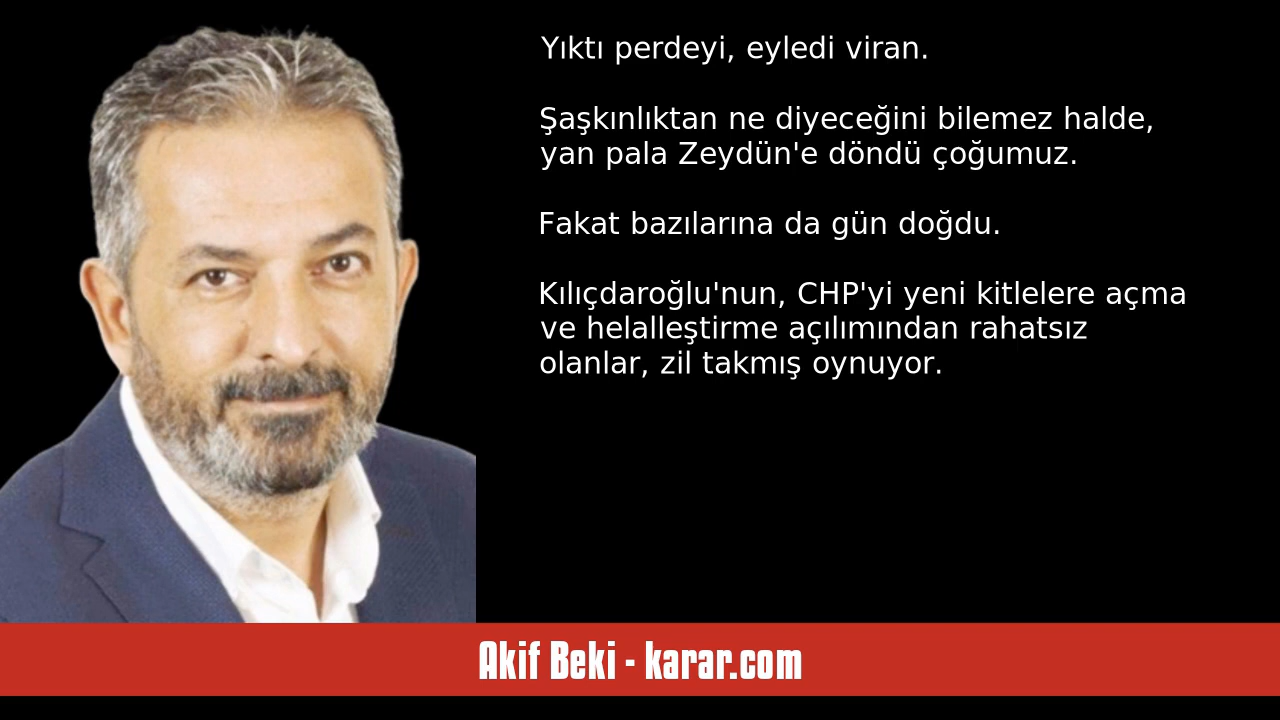 Yıktı perdeyi, eyledi viran.
Şaşkınlıktan ne diyeceğini bilemez halde,
yan pala Zeydün'e döndü çoğumuz.
Fakat bazılarına da gün doğdu.
Kılıçdaroğlu'nun, CHP'yi yeni kitlelere açma
ve helalleştirme açılımından rahatsız
olanlar, zil takmış oynuyor.
Akif Beki - karar.com